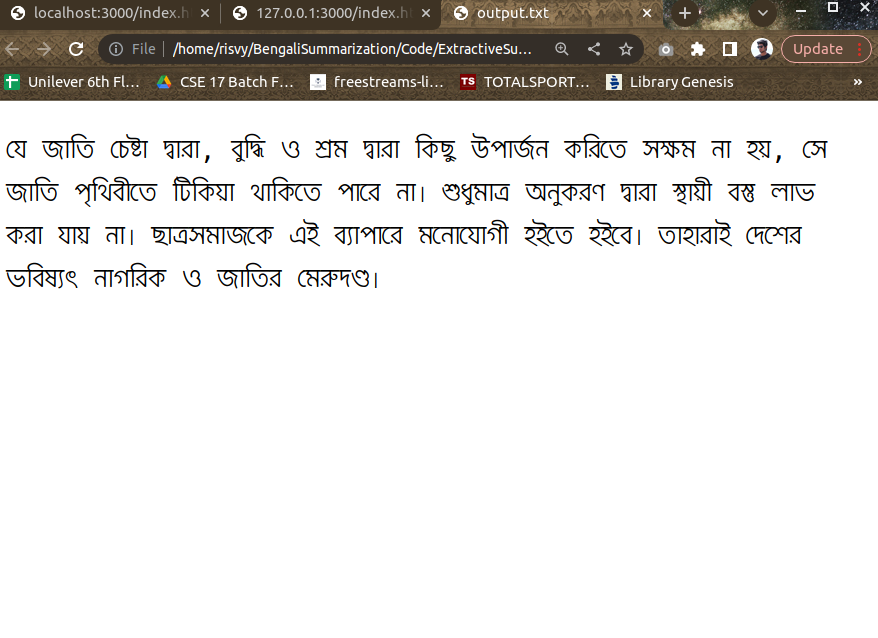 localhost:3000/index.h
127.0.0.1:3000/index.h
output.txt
File
/home/risvy/BengaliSummarization/Code/ExtractiveSu...
Update
Unilever 6th Fl...
CSE 17 Batch F...
freestreams-li...
TS TOTALSPORT...
Library Genesis
»
যে জাতি চেষ্টা দ্বারা, বুদ্ধি ও শ্রম দ্বারা কিছু উপার্জন করিতে সক্ষম না হয়, সে
জাতি পৃথিবীতে টিকিয়া থাকিতে পারে না। শুধুমাত্র অনুকরণ দ্বারা স্থায়ী বস্তু লাভ
করা যায় না। ছাত্রসমাজকে এই ব্যাপারে মনোযোগী হইতে হইবে। তাহারাই দেশের
ভবিষ্যৎ নাগরিক ও জাতির মেরুদণ্ড।